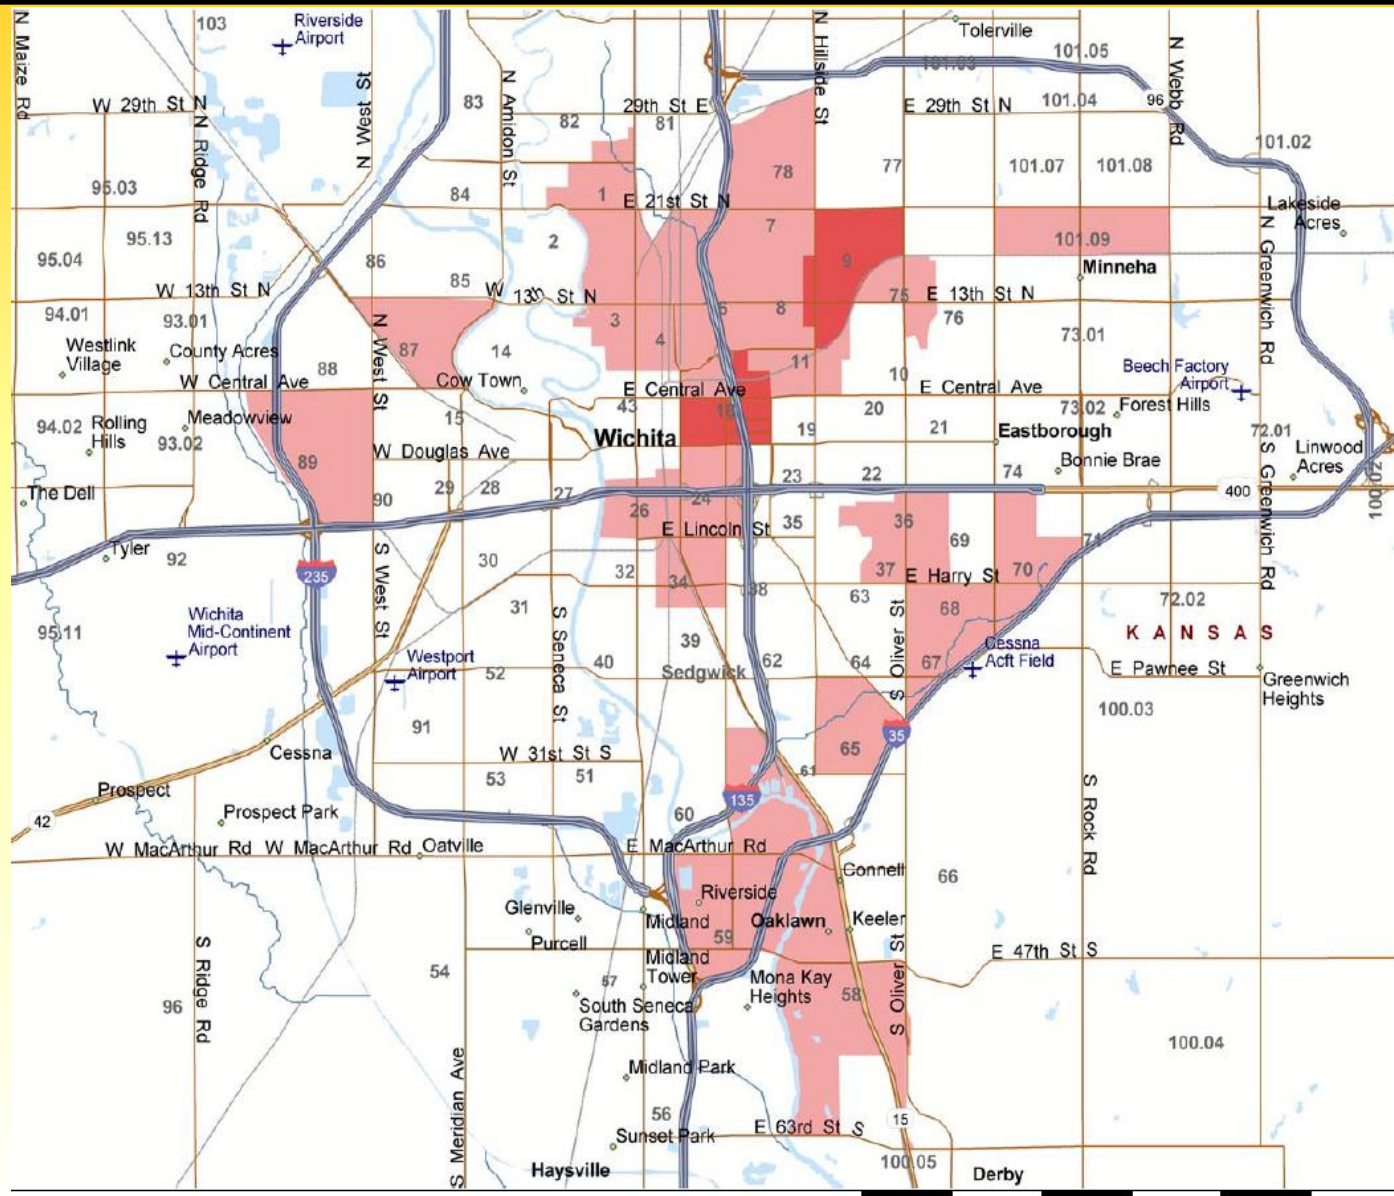 103
Riverside
Airport
N Maize Rd
N West St
N Amidon St
N Hillside St
Tolerville
101.05
101.03
N Webb Rd
W 29th St N
N Ridge Rd
83
82
29th St E
81
E 29th St N
101.04
96
101.02
95.03
84
1
E 21st St N
78
77
101.07
101.08
Lakeside
Acres
95.13
95.04
2
7
9
101.09
N Greenwich Rd
86
85
Minneha
W 13th St N
W 13th St N
75
E 13th St N
94.01
93.01
3
4
6
8
76
73.01
Westlink
Village
County Acres
88
N West St
87
14
11
10
Beech Factory
Airport
W Central Ave
Cow Town
E Central Ave
E Central Ave
94.02
Rolling
Hills
Meadowview
93.02
15
43
18
20
73.02
Forest Hills
Wichita
19
21
Eastborough
72.01
W Douglas Ave
Bonnie Brae
Linwood
Acres
S Greenwich Rd
89
The Dell
90
29
28
27
24
23
22
74
400
100.02
26
E Lincoln St
35
36
69
71
Tyler
92
235
S West St
30
32
34
38
37
E Harry St
70
31
S Seneca St
63
68
72.02
95.11
Wichita
Mid-Continent
Airport
Westport
Airport
52
40
39
Sedgwick
62
64
S Oliver St
67
Cessna
Acft Field
KANSAS
E Pawnee St
Greenwich
Heights
91
100.03
Cessna
W 31st St S
65
35
53
51
61
Prospect
42
Prospect Park
60
135
S Rock Rd
W MacArthur Rd
W MacArthur Rd
Oatville
E MacArthur Rd
Connell
66
Glenville
Riverside
Midland
Oaklawn
Keeler
Purcell
59
S Ridge Rd
54
Midland
Tower
57
E 47th St S
96
South Seneca
Gardens
Mona Kay
Heights
58
S Oliver St
100.04
S Meridian Ave
Midland Park
56
E 63rd St S
15
Sunset Park
Haysville
100.05
Derby